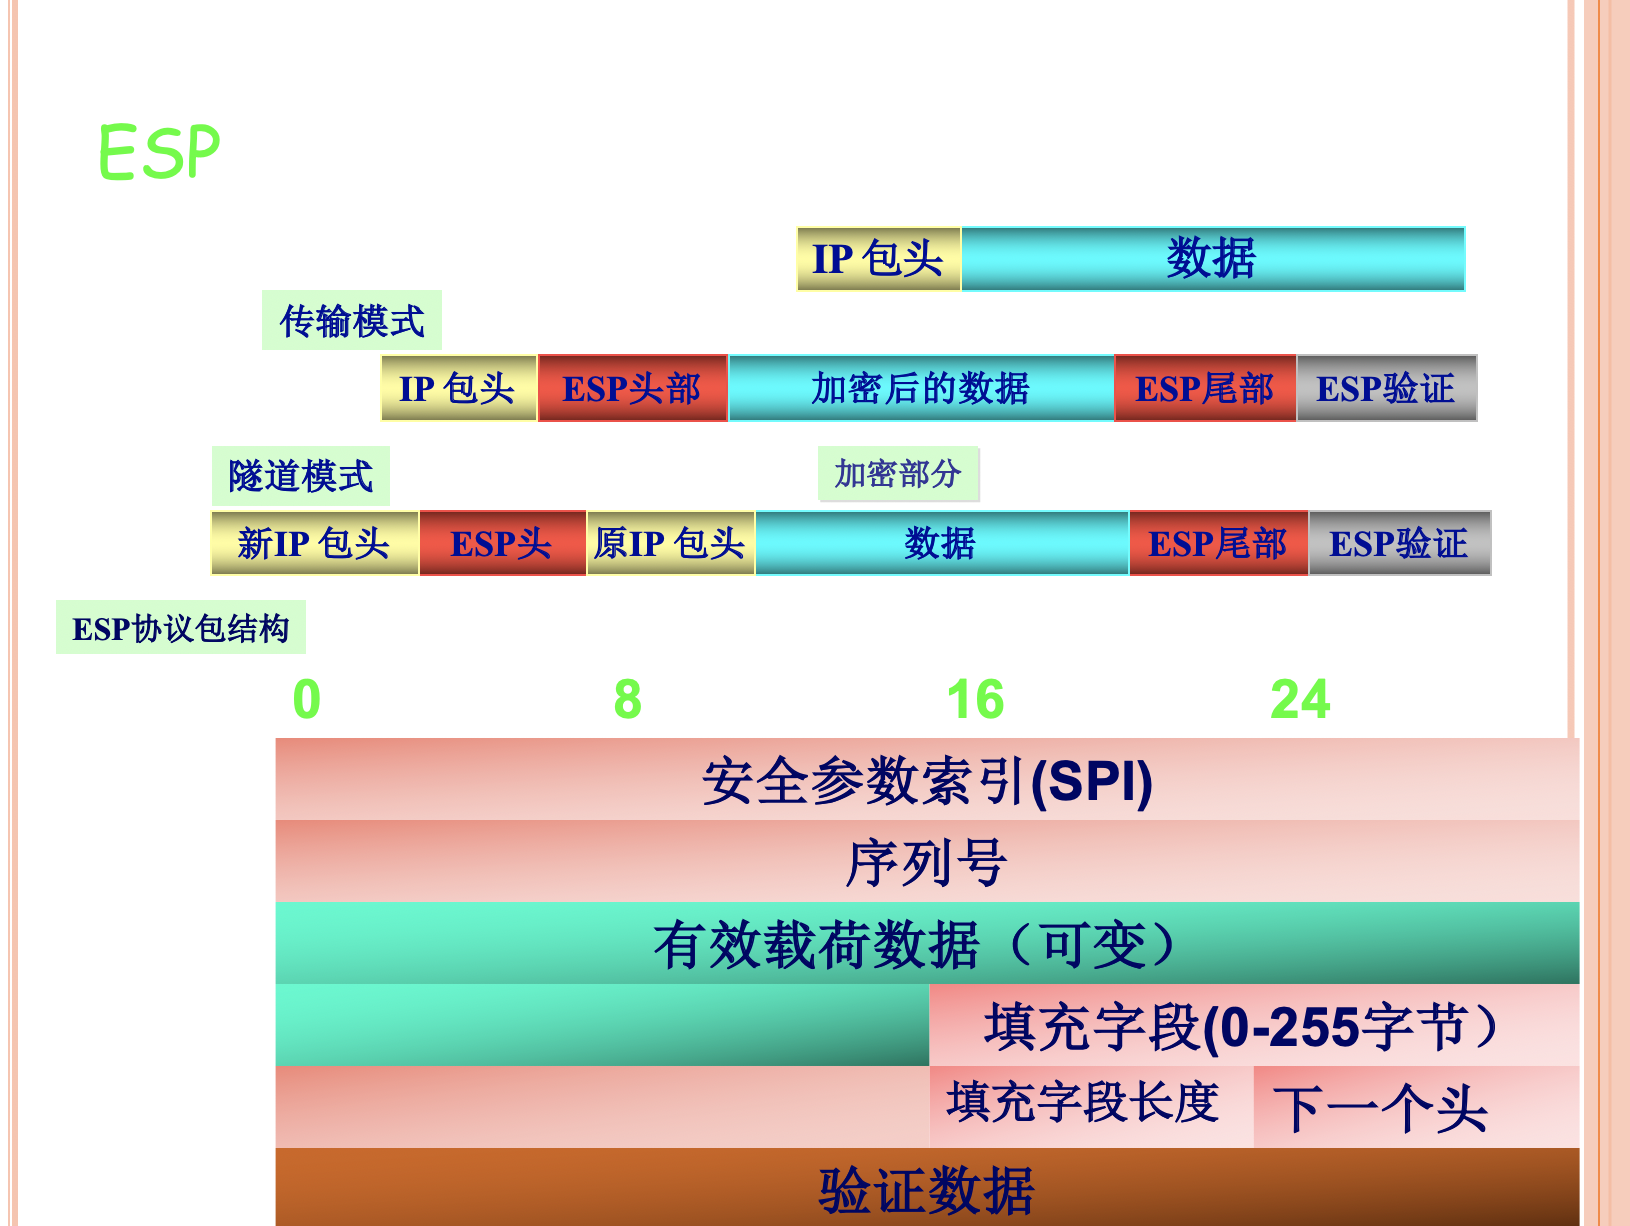 ESP
IP 包头 数据
传输模式
IP 包头 ESP头部 加密后的数据 ESP尾部 ESP验证
隧道模式 加密部分
新IP 包头 ESP头 原IP 包头 数据 ESP尾部 ESP验证
ESP协议包结构
0 8 16 24
安全参数索引(SPI)
序列号
有效载荷数据（可变）
填充字段(0-255字节）
填充字段长度 下一个头
验证数据